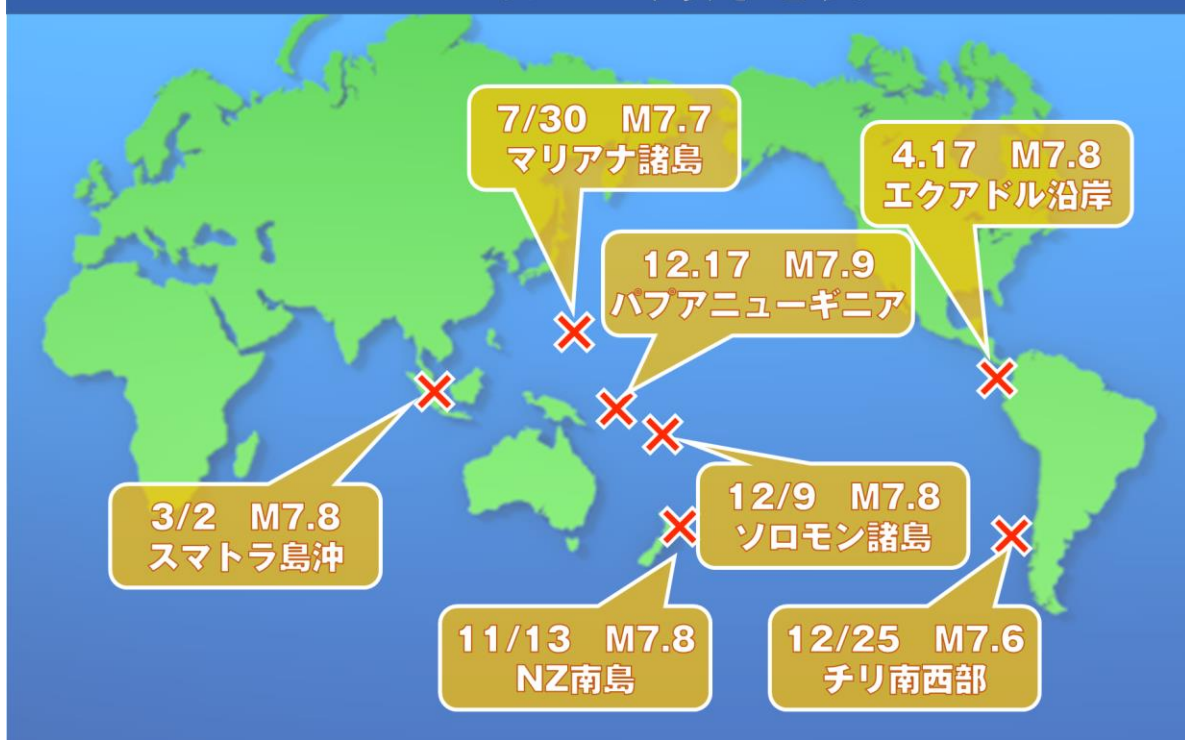 7/30 M7.7
マリアナ諸島
4.17 M7.8
エクアドル沿岸
12.17 M7.9
パプアニューギニア
3/2 M7.8
スマトラ島沖
12/9 M7.8
ソロモン諸島
11/13 M7.8
NZ南島
12/25 M7.6
チリ南西部